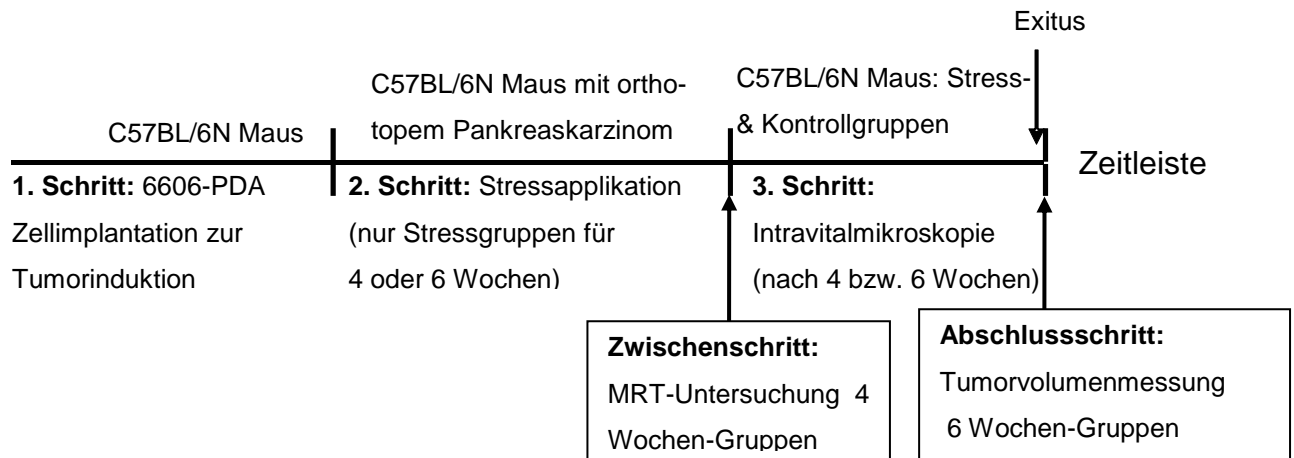 Exitus
C57BL/6N Maus
C57BL/6N Maus mit ortho-
topem Pankreaskarzinom
C57BL/6N Maus: Stress-
& Kontrollgruppen
Zeitleiste
1. Schritt: 6606-PDA
Zellimplantation zur
Tumorinduktion
2. Schritt: Stressapplikation
(nur Stressgruppen für
4 oder 6 Wochen)
3. Schritt:
Intravitalmikroskopie
(nach 4 bzw. 6 Wochen)
Zwischenschritt:
MRT-Untersuchung 4
Wochen-Gruppen
Abschlussschritt:
Tumorvolumenmessung
6 Wochen-Gruppen